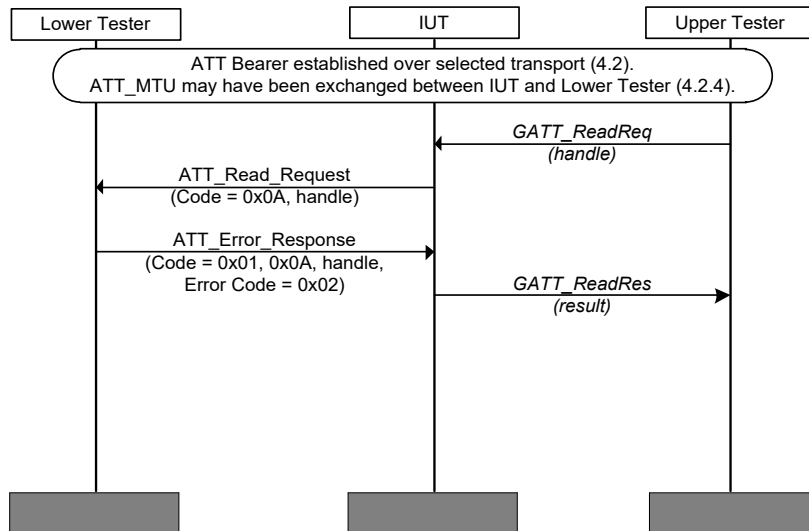 Lower Tester
IUT
Upper Tester
ATT Bearer established over selected transport (4.2).
ATT_MTU may have been exchanged between IUT and Lower Tester (4.2.4).
GATT_ReadReq
(handle)
ATT_Read_Request
(Code = 0x0A, handle)
ATT_Error_Response
(Code = 0x01, 0x0A, handle,
Error Code = 0x02)
GATT_ReadRes
(result)